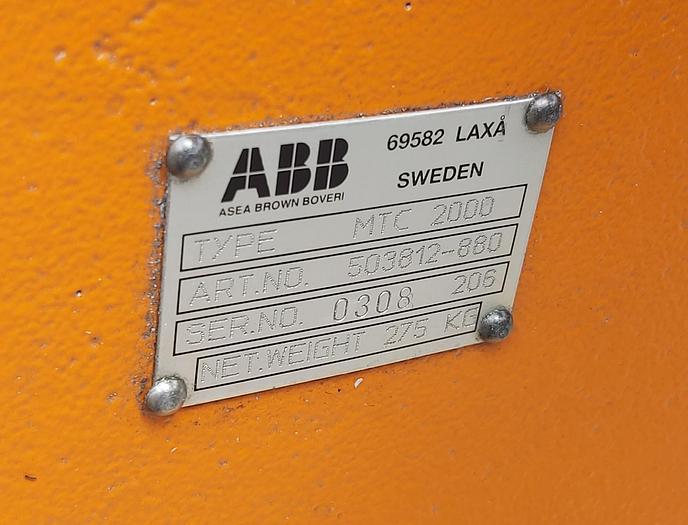 ABB
ASEA BROWN BOVERI
69582 LAXÅ
SWEDEN
TYPE MTC 2000
ART.NO. 503812-880
SER.NO. 0308 206
NET.WEIGHT 275 KG